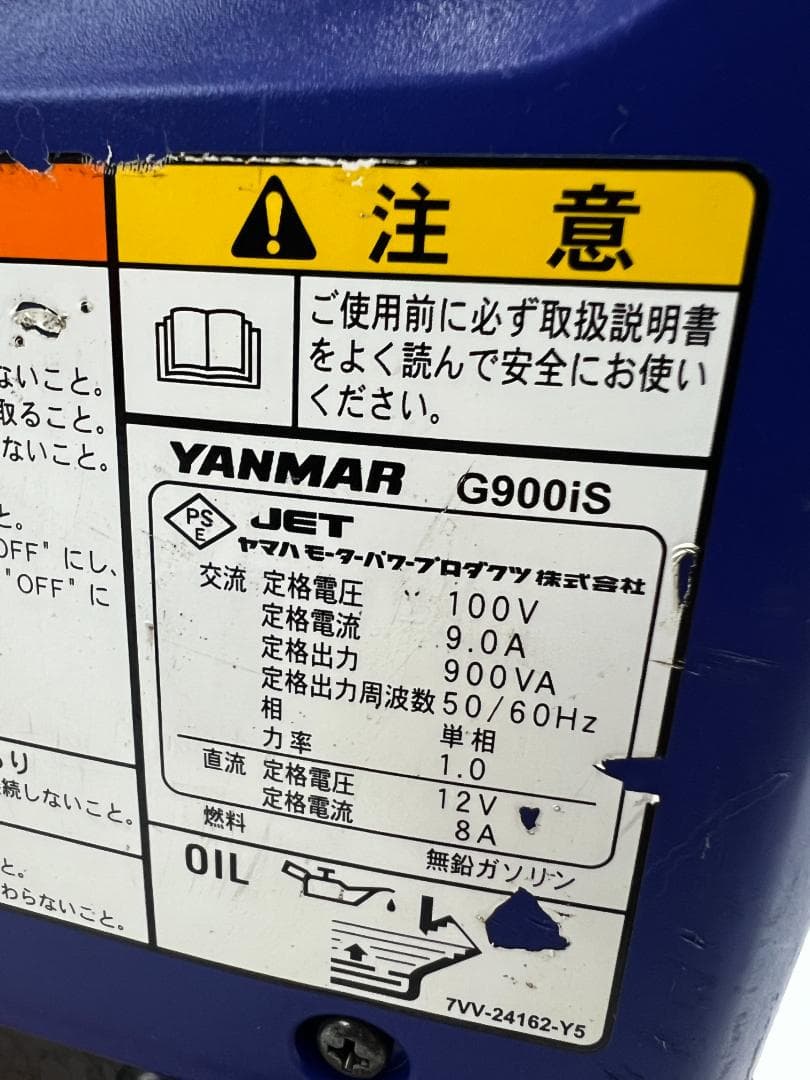 注意
ご使用前に必ず取扱説明書
をよく読んで安全にお使い
ください。
ないこと。
取ること。
ないこと。
と。
OFF" にし、
"OFF" に
り
続しないこと。
と。
わらないこと。
YANMAR G900iS
PS
E
JET
ヤマハモーターパワープロダクツ株式会社
交流 定格電圧 100V
定格電流 9.0A
定格出力 900VA
定格出力周波数 50/60Hz
相 単相
力率 1.0
直流 定格電圧 12V
定格電流 8A
燃料 無鉛ガソリン
OIL
7VV-24162-Y5